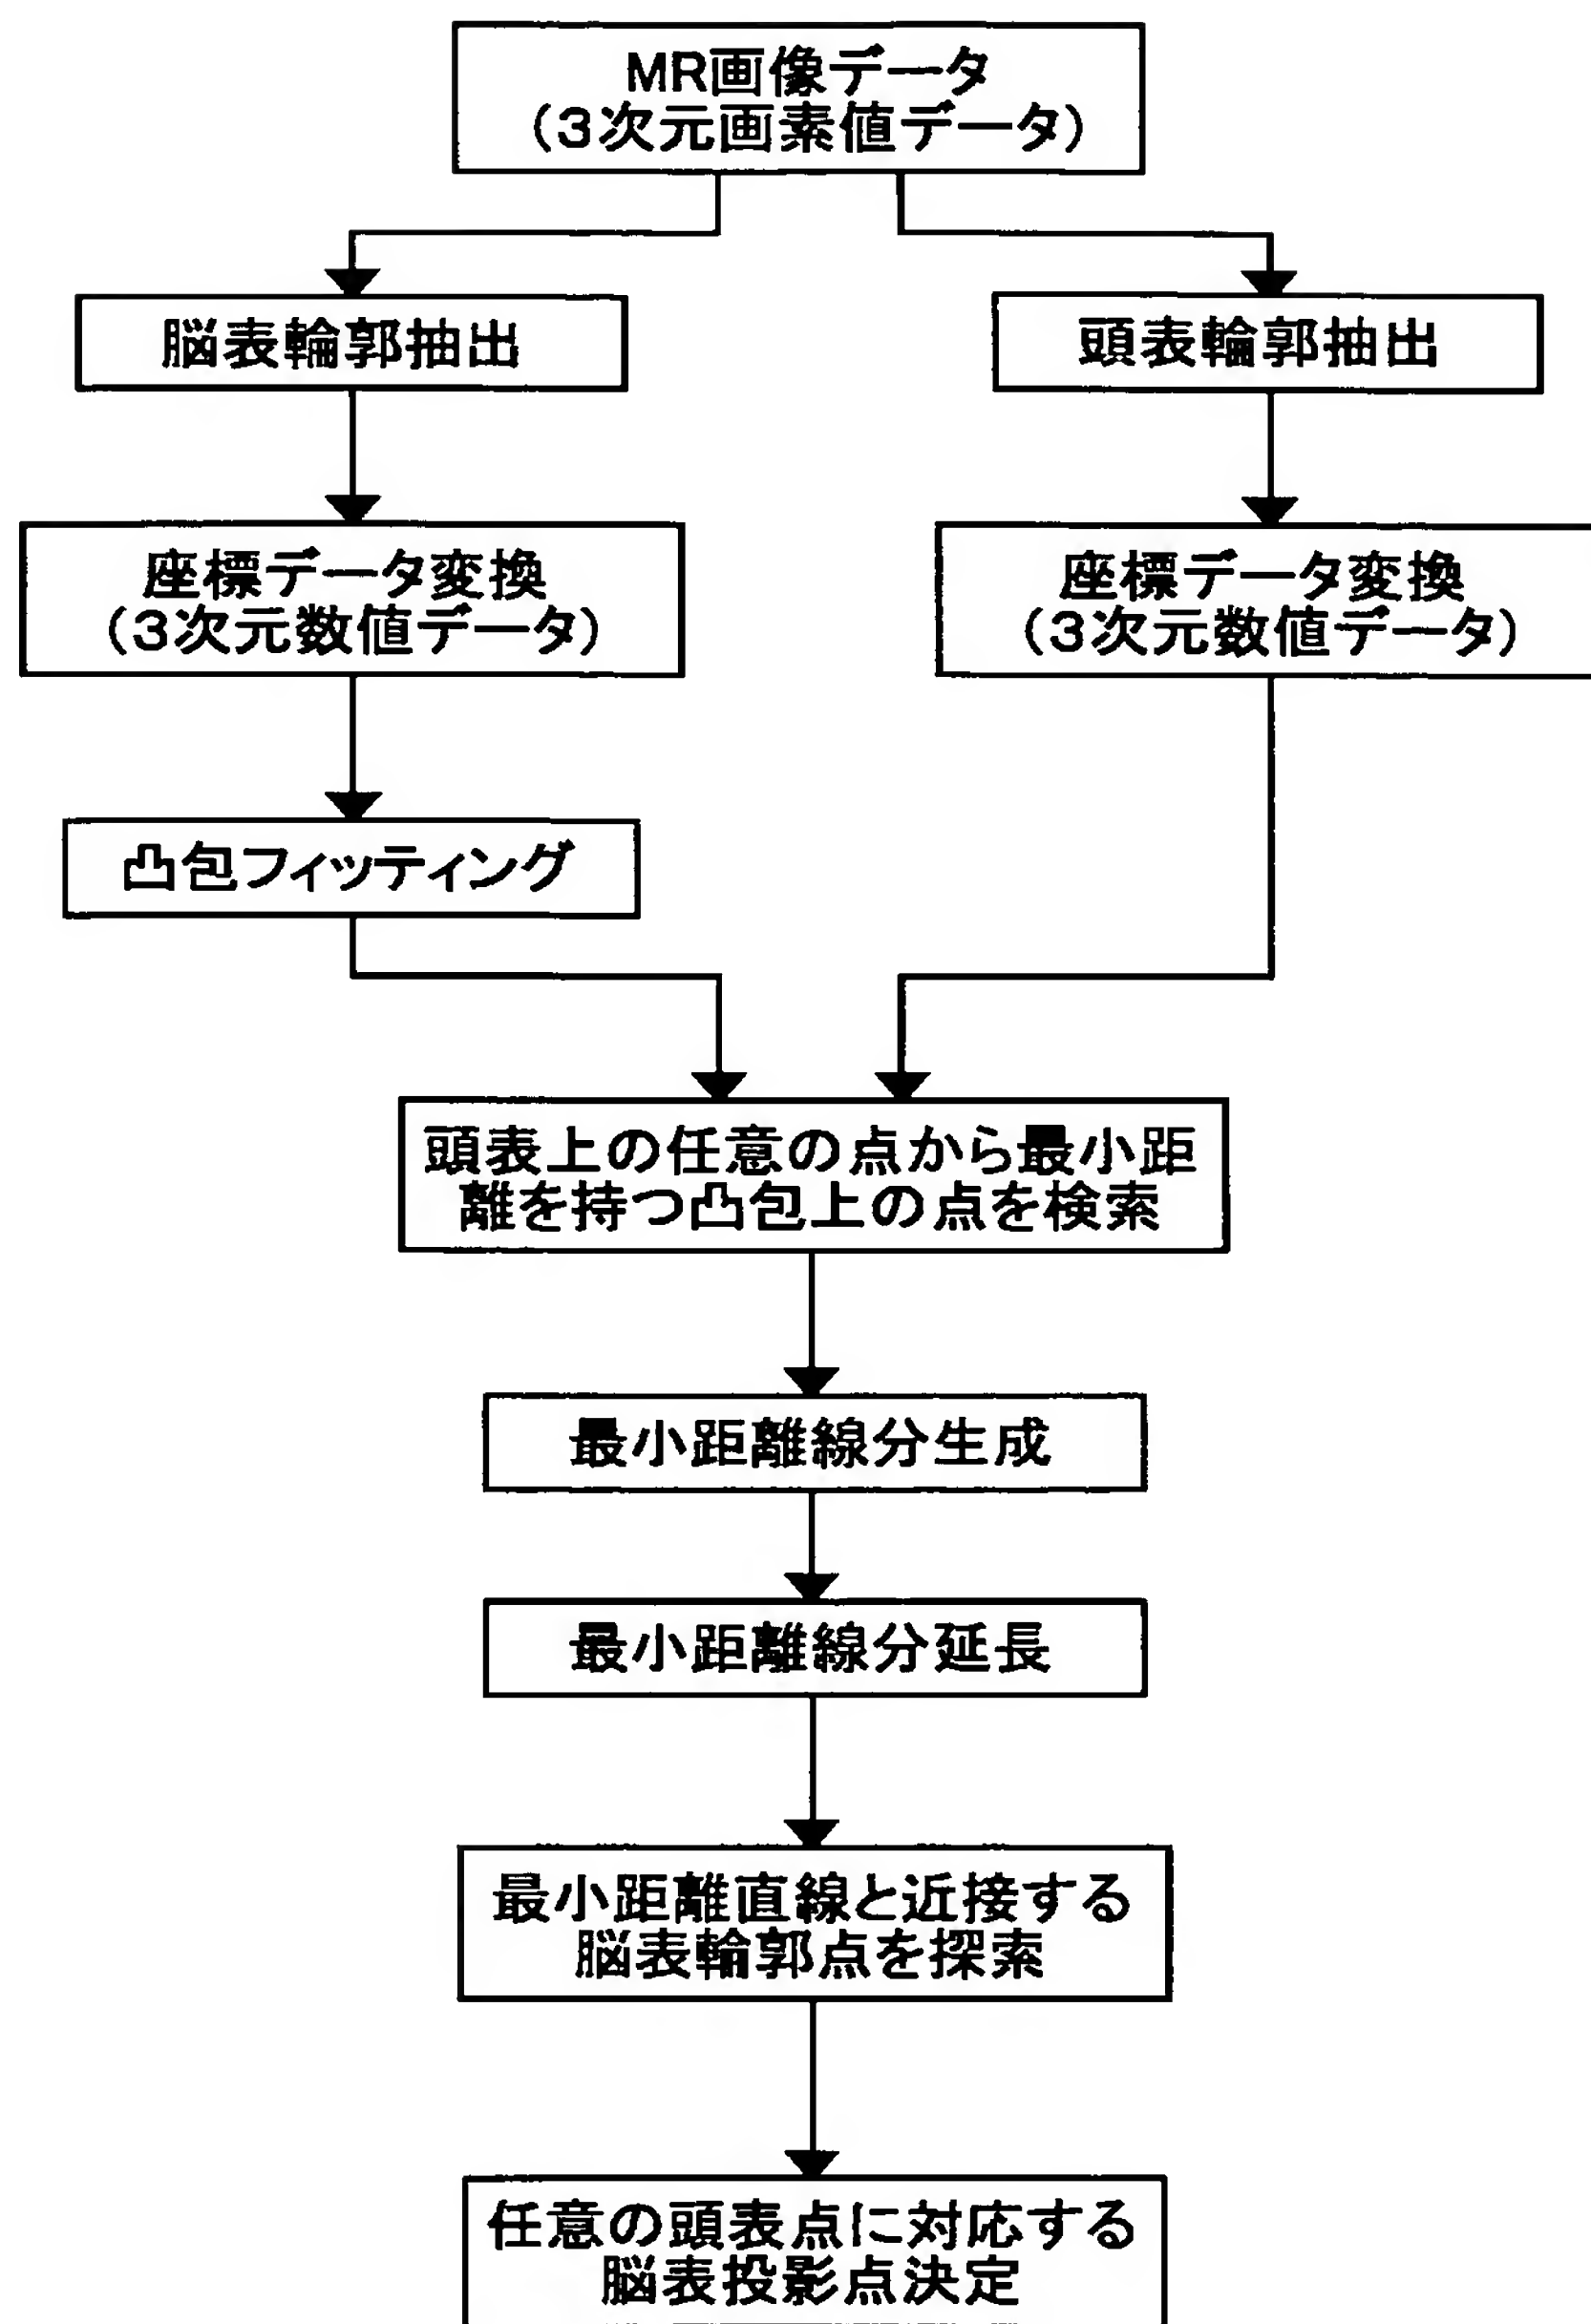 MR画像データ
(3次元画素値データ)
脳表輪郭抽出
頭表輪郭抽出
座標データ変換
(3次元数値データ)
座標データ変換
(3次元数値データ)
凸包フィッティング
頭表上の任意の点から最小距
離を持つ凸包上の点を検索
最小距離線分生成
最小距離線分延長
最小距離直線と近接する
脳表輪郭点を探索
任意の頭表点に対応する
脳表投影点決定